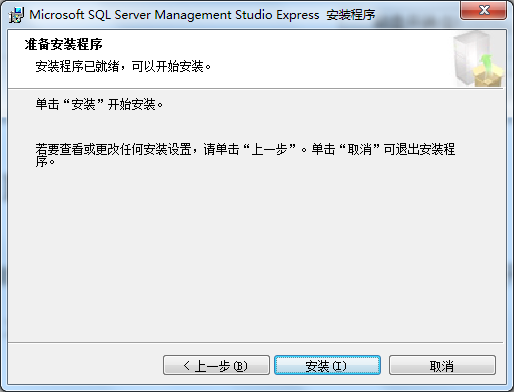 Microsoft SQL Server Management Studio Express 安装程序
准备安装程序
安装程序已就绪，可以开始安装。
单击“安装”开始安装。
若要查看或更改任何安装设置，请单击“上一步”。单击“取消”可退出安装程
序。
< 上一步(B)
安装(I)
取消